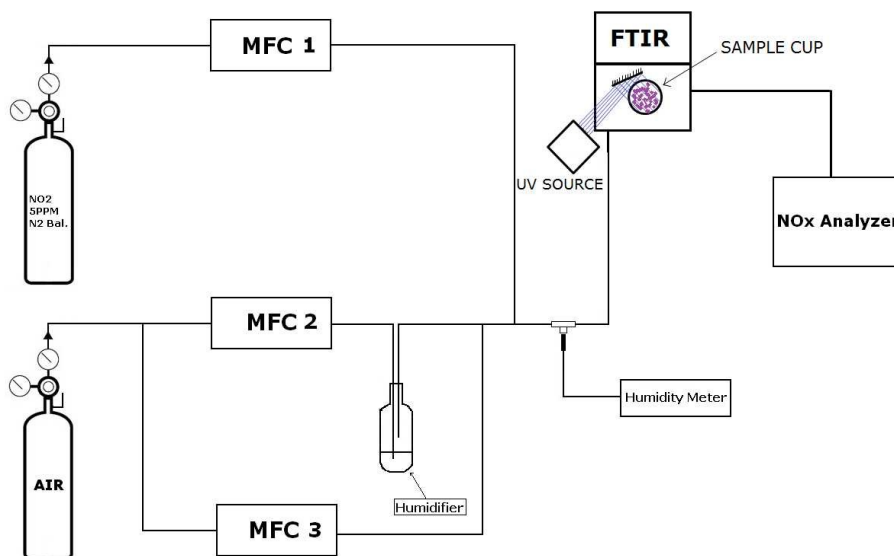 MFC 1
FTIR
SAMPLE CUP
UV SOURCE
NO2
5PPM
N2 Bal.
NOx Analyzer
MFC 2
Humidity Meter
AIR
Humidifier
MFC 3